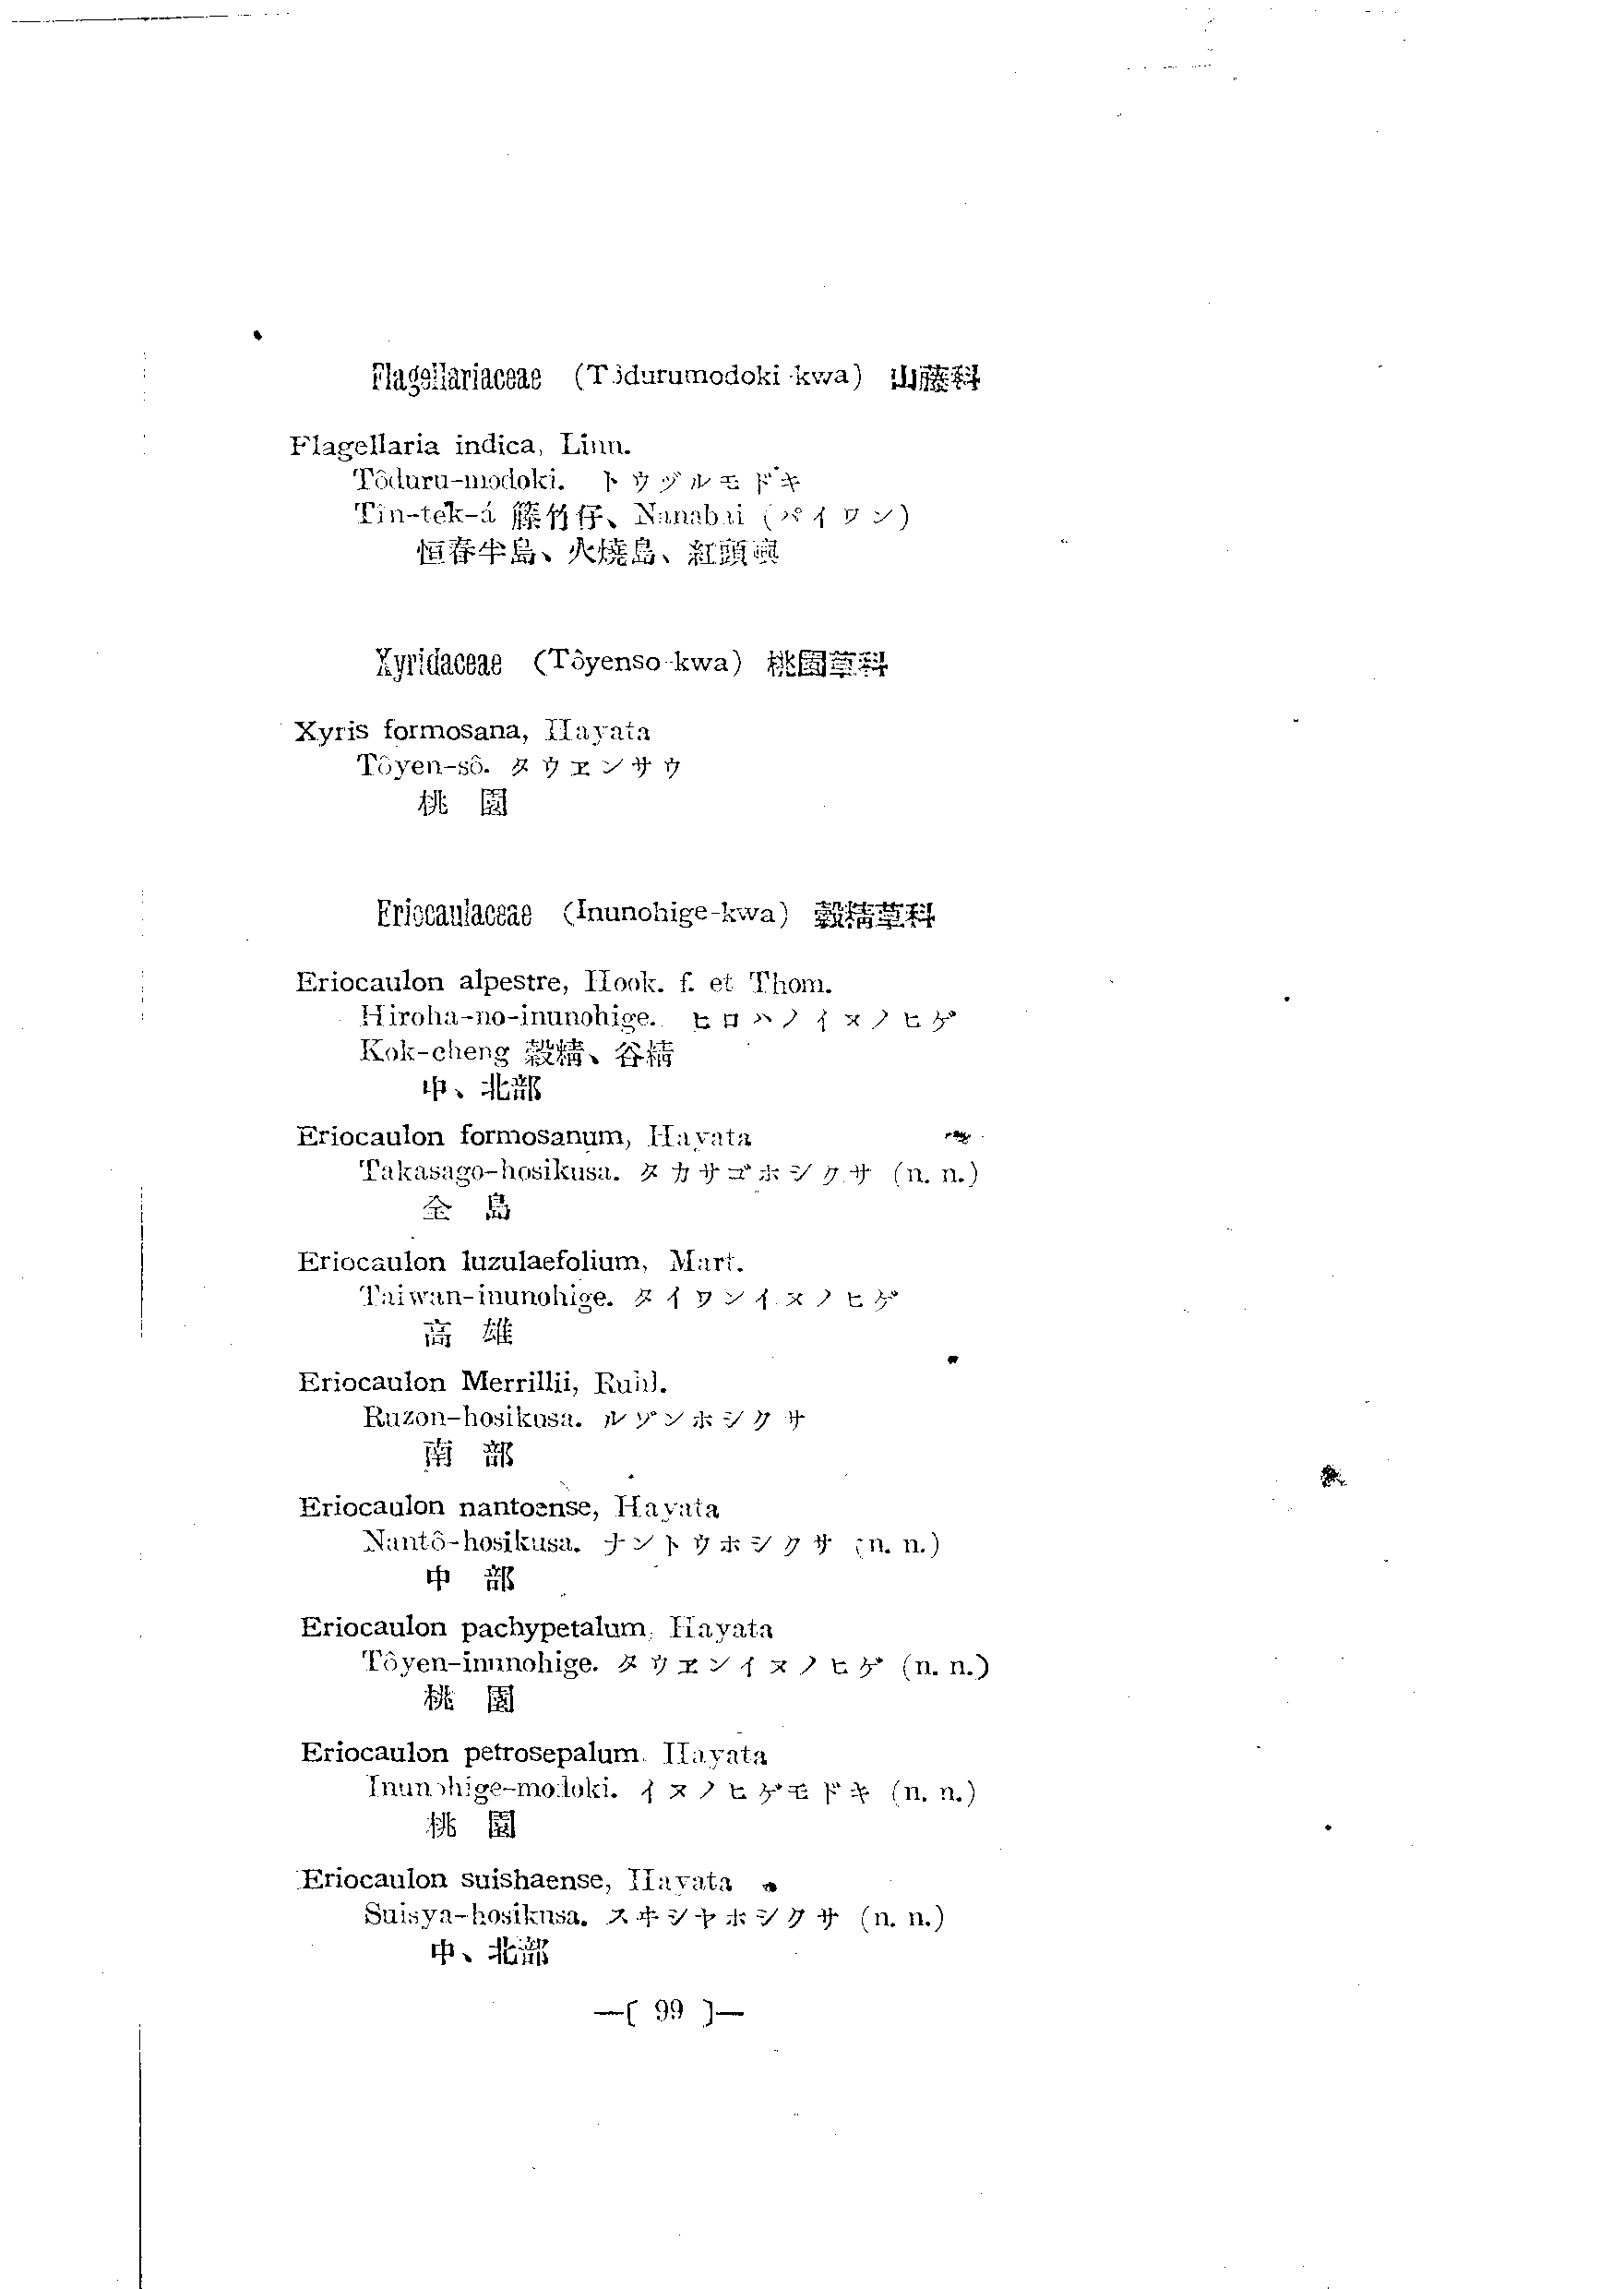 Flagellariaceae (Tôdurumodoki-kwa) 山藤科
Flagellaria indica, Linn.
Tôduru-modoki. トウヅルモドキ
Tin-tek-á 籐竹仔、Nanabai (パイワン)
恒春半島、火燒島、紅頭嶼
Xyridaceae (Tôyenso-kwa) 桃園草科
Xyris formosana, Hayata
Tôyen-sô. タウエンサウ
桃 園
Eriocaulaceae (Inunohige-kwa) 穀精草科
Eriocaulon alpestre, Hook. f. et Thom.
Hiroha-no-inunohige. ヒロハノイヌノヒゲ
Kok-cheng 穀精、谷精
中、北部
Eriocaulon formosanum, Hayata
Takasago-hosikusa. タカサゴホシクサ (n. n.)
全 島
Eriocaulon luzulaefolium, Mart.
Taiwan-inunohige. タイワンイヌノヒゲ
高 雄
Eriocaulon Merrillii, Ruhl.
Ruzon-hosikusa. ルゾンホシクサ
南 部
Eriocaulon nantoense, Hayata
Nantô-hosikusa. ナントウホシクサ (n. n.)
中 部
Eriocaulon pachypetalum, Hayata
Tôyen-inunohige. タウエンイヌノヒゲ (n. n.)
桃 園
Eriocaulon petrosepalum, Hayata
Inunohige-modoki. イヌノヒゲモドキ (n. n.)
桃 園
Eriocaulon suishaense, Hayata
Suisya-hosikusa. スヰシヤホシクサ (n. n.)
中、北部
—( 99 )—